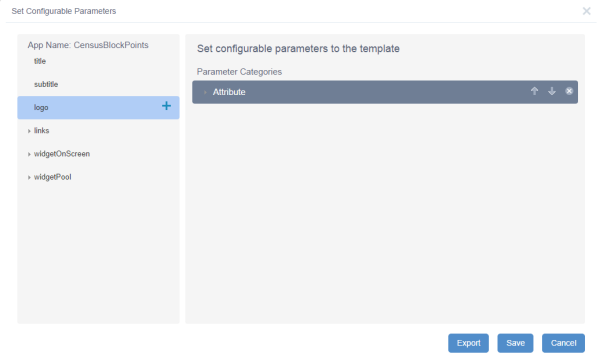 Set Configurable Parameters
App Name: CensusBlockPoints
title
subtitle
logo
links
widgetOnScreen
widgetPool
Set configurable parameters to the template
Parameter Categories
Attribute
Export
Save
Cancel